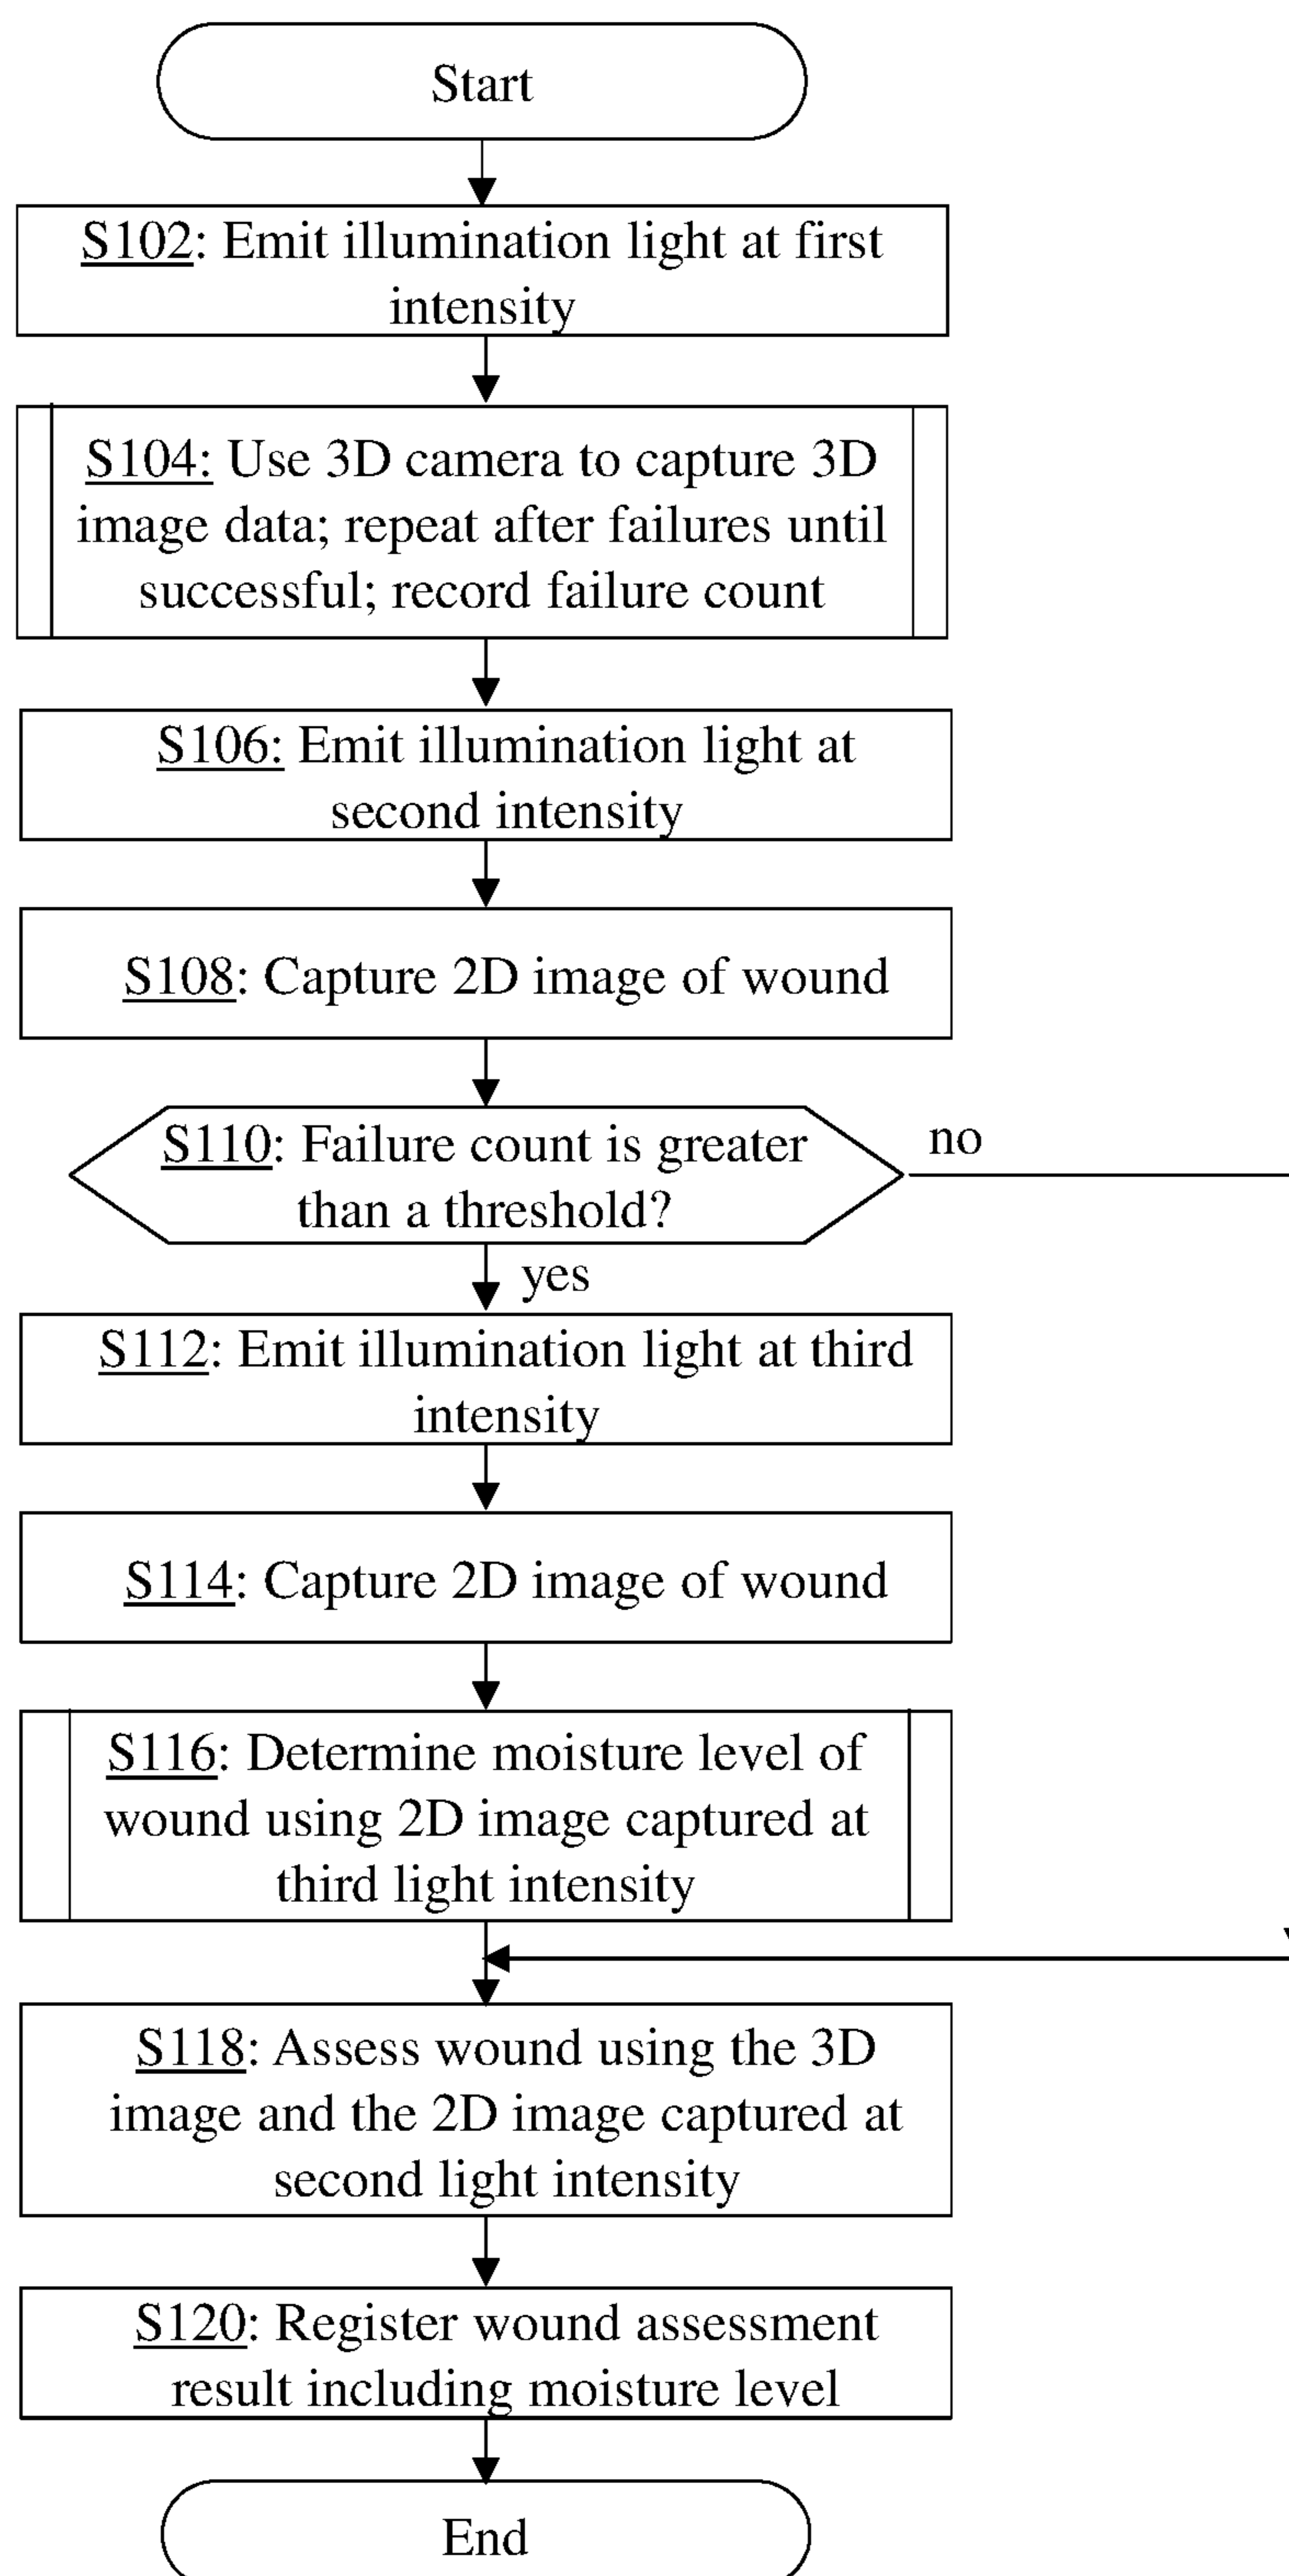 Start
S102: Emit illumination light at first
intensity
S104: Use 3D camera to capture 3D
image data; repeat after failures until
successful; record failure count
S106: Emit illumination light at
second intensity
S108: Capture 2D image of wound
S110: Failure count is greater
than a threshold?
no
yes
S112: Emit illumination light at third
intensity
S114: Capture 2D image of wound
S116: Determine moisture level of
wound using 2D image captured at
third light intensity
S118: Assess wound using the 3D
image and the 2D image captured at
second light intensity
S120: Register wound assessment
result including moisture level
End